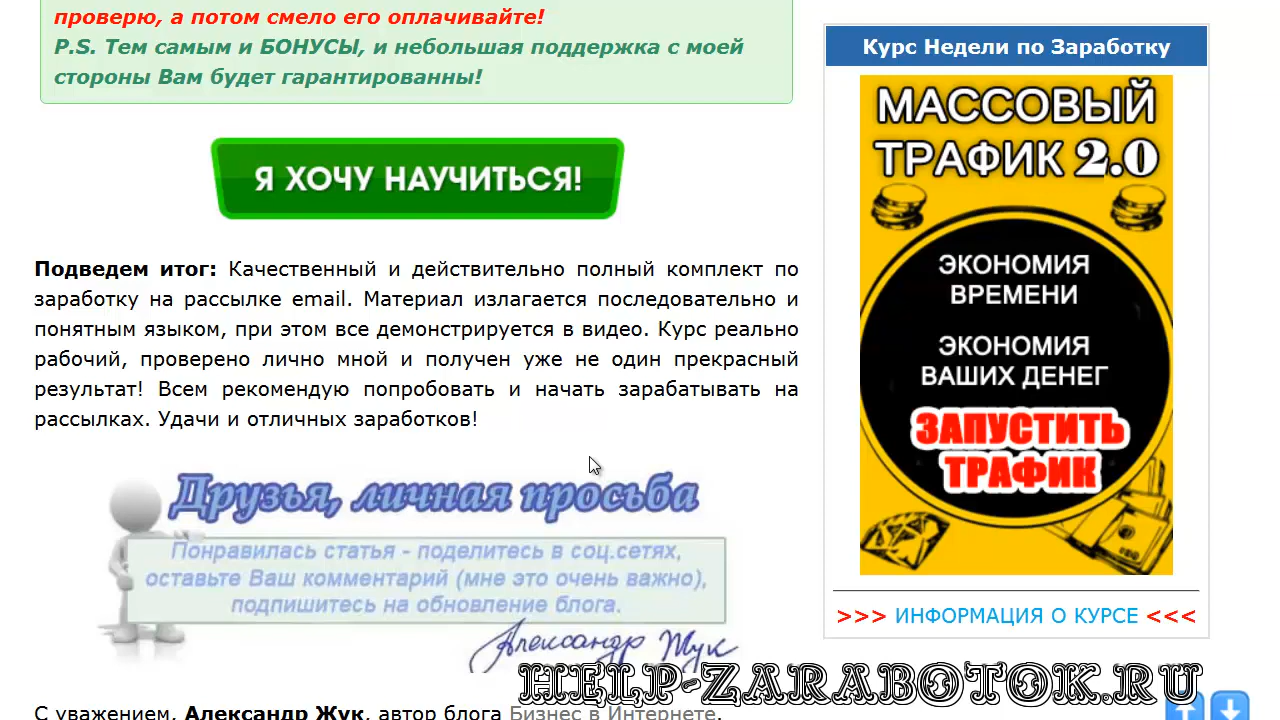 проверю, а потом смело его оплачивайте!
P.S. Тем самым и БОНУСЫ, и небольшая поддержка с моей
стороны Вам будет гарантированны!
Я ХОЧУ НАУЧИТЬСЯ!
Подведем итог: Качественный и действительно полный комплект по
заработку на рассылке email. Материал излагается последовательно и
понятным языком, при этом все демонстрируется в видео. Курс реально
рабочий, проверено лично мной и получен уже не один прекрасный
результат! Всем рекомендую попробовать и начать зарабатывать на
рассылках. Удачи и отличных заработков!
Друзья, личная просьба
Понравилась статья - поделитесь в соц.сетях,
оставьте Ваш комментарий (мне это очень важно),
подпишитесь на обновление блога.
Александр Жук
С уважением, Александр Жук, автор блога Бизнес в Интернете.
Курс Недели по Заработку
МАССОВЫЙ
ТРАФИК 2.0
ЭКОНОМИЯ
ВРЕМЕНИ
ЭКОНОМИЯ
ВАШИХ ДЕНЕГ
ЗАПУСТИТЬ
ТРАФИК
>>> ИНФОРМАЦИЯ О КУРСЕ <<<
HELP-ZARABOTOK.RU